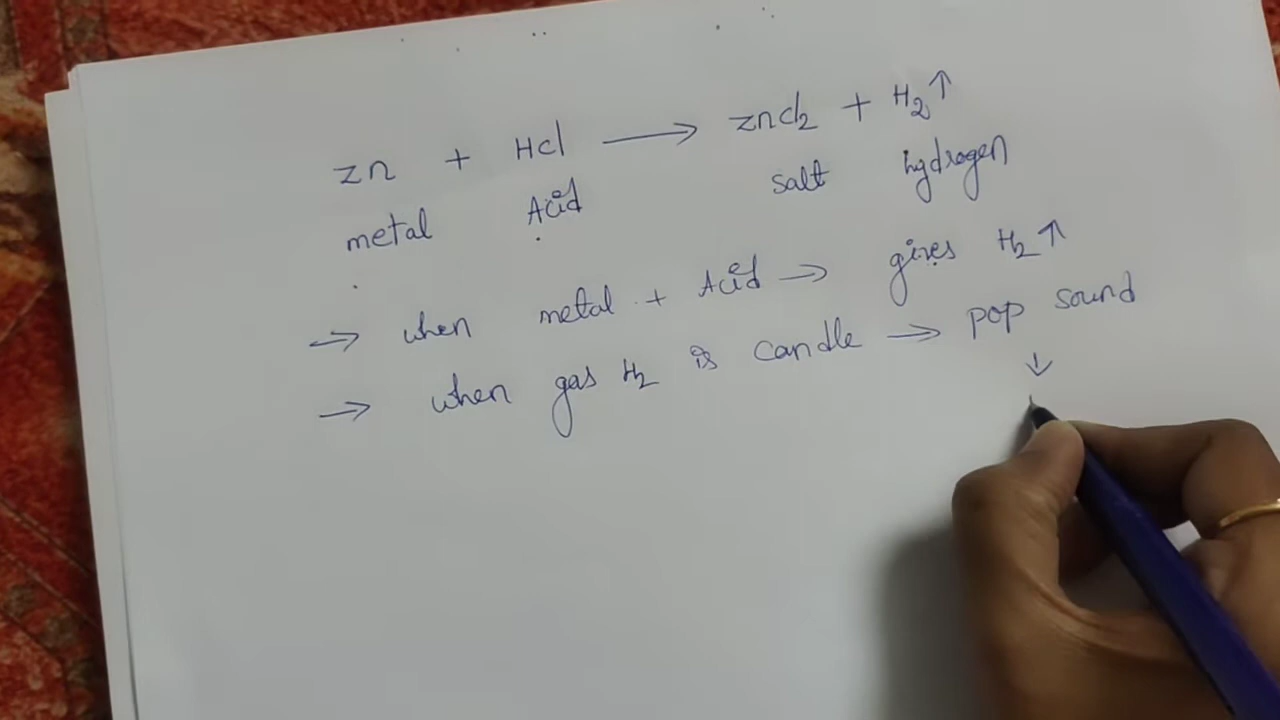 Zn + Hcl ⟶ Zncl₂ + H₂↑
metal Acid salt hydrogen
→ when metal + Acid → gives H₂↑
→ when gas H₂ is candle → pop sound
↓